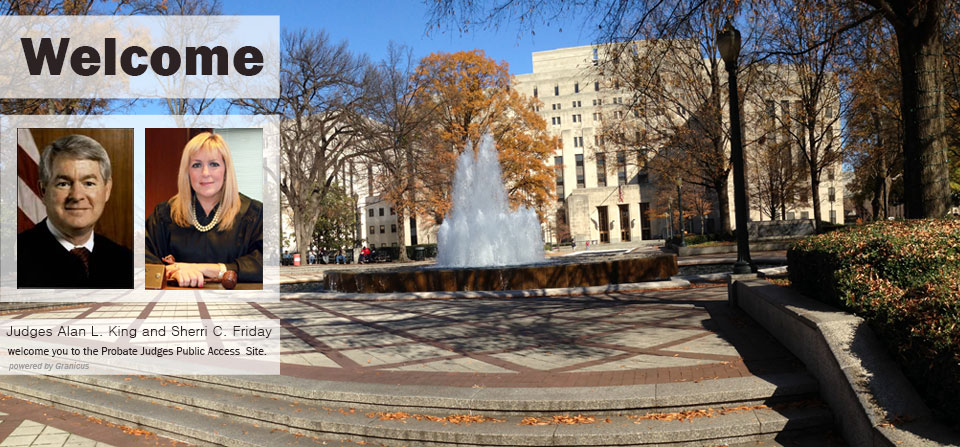 Welcome
Judges Alan L. King and Sherri C. Friday
welcome you to the Probate Judges Public Access Site.
powered by Granicus